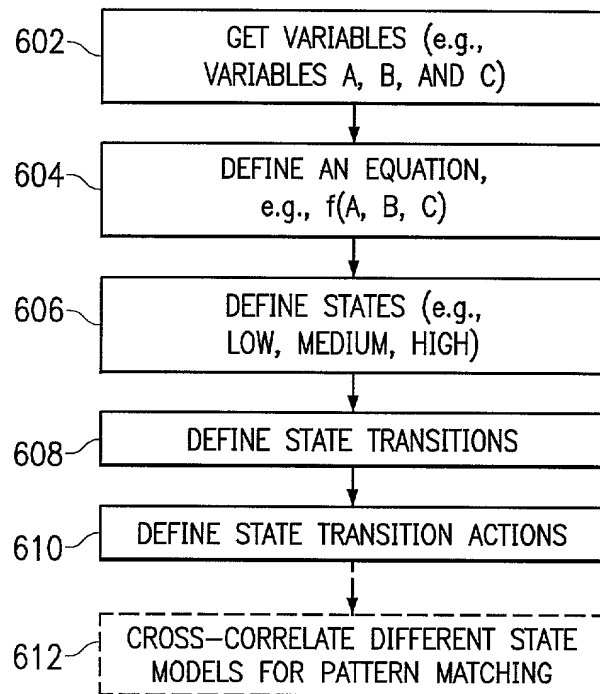 602
GET VARIABLES (e.g.,
VARIABLES A, B, AND C)
604
DEFINE AN EQUATION,
e.g., f(A, B, C)
606
DEFINE STATES (e.g.,
LOW, MEDIUM, HIGH)
608
DEFINE STATE TRANSITIONS
610
DEFINE STATE TRANSITION ACTIONS
612
CROSS-CORRELATE DIFFERENT STATE
MODELS FOR PATTERN MATCHING